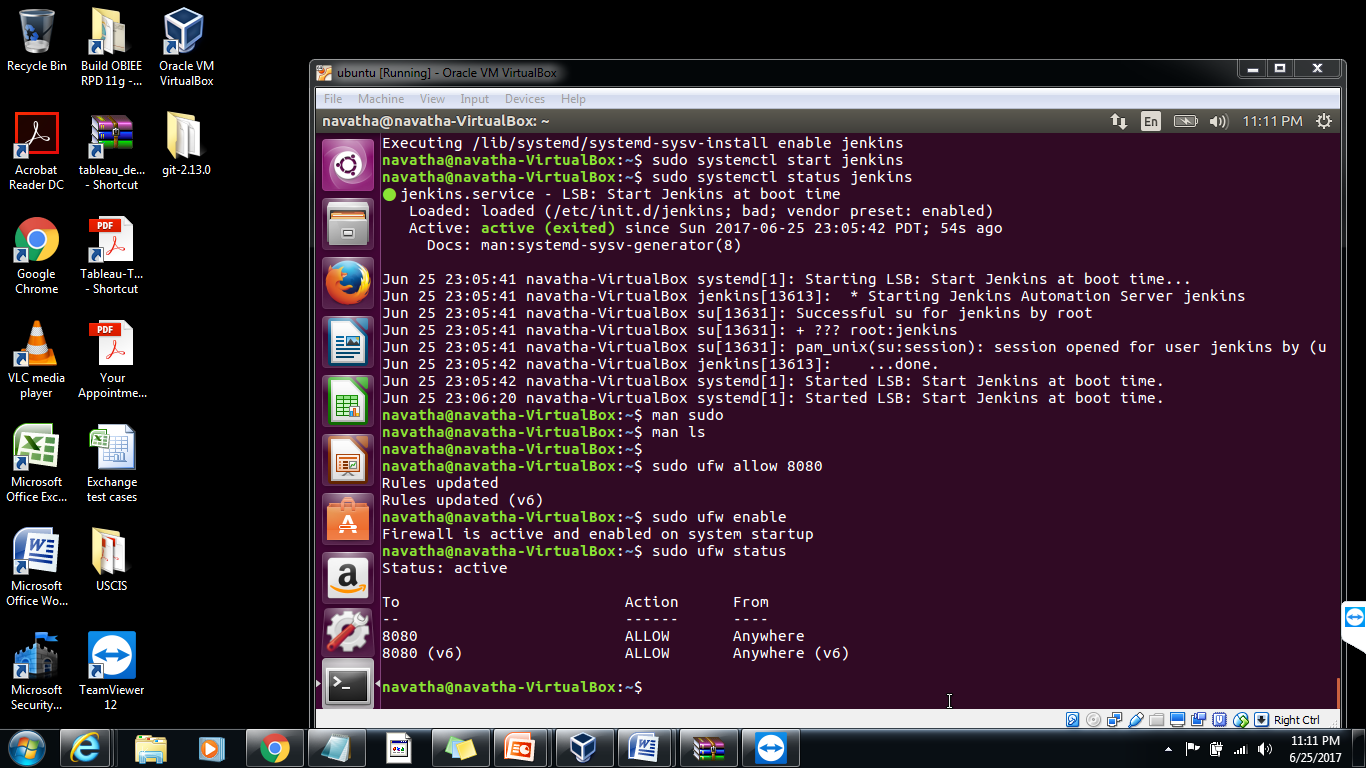 Recycle Bin
Build OBIEE
RPD 11g -...
Oracle VM
VirtualBox
Acrobat
Reader DC
tableau_de...
- Shortcut
git-2.13.0
Google
Chrome
PDF
Tableau-T...
- Shortcut
VLC media
player
PDF
Your
Appointme...
Microsoft
Office Exc...
Exchange
test cases
Microsoft
Office Wo...
USCIS
Microsoft
Security...
TeamViewer
12
ubuntu [Running] - Oracle VM VirtualBox
File Machine View Input Devices Help
navatha@navatha-VirtualBox: ~
En
11:11 PM
Executing /lib/systemd/systemd-sysv-install enable jenkins
navatha@navatha-VirtualBox:~$ sudo systemctl start jenkins
navatha@navatha-VirtualBox:~$ sudo systemctl status jenkins
● jenkins.service - LSB: Start Jenkins at boot time
   Loaded: loaded (/etc/init.d/jenkins; bad; vendor preset: enabled)
   Active: active (exited) since Sun 2017-06-25 23:05:42 PDT; 54s ago
     Docs: man:systemd-sysv-generator(8)
Jun 25 23:05:41 navatha-VirtualBox systemd[1]: Starting LSB: Start Jenkins at boot time...
Jun 25 23:05:41 navatha-VirtualBox jenkins[13613]:  * Starting Jenkins Automation Server jenkins
Jun 25 23:05:41 navatha-VirtualBox su[13631]: Successful su for jenkins by root
Jun 25 23:05:41 navatha-VirtualBox su[13631]: + ??? root:jenkins
Jun 25 23:05:41 navatha-VirtualBox su[13631]: pam_unix(su:session): session opened for user jenkins by (u
Jun 25 23:05:42 navatha-VirtualBox jenkins[13613]:    ...done.
Jun 25 23:05:42 navatha-VirtualBox systemd[1]: Started LSB: Start Jenkins at boot time.
Jun 25 23:06:20 navatha-VirtualBox systemd[1]: Started LSB: Start Jenkins at boot time.
navatha@navatha-VirtualBox:~$ man sudo
navatha@navatha-VirtualBox:~$ man ls
navatha@navatha-VirtualBox:~$
navatha@navatha-VirtualBox:~$ sudo ufw allow 8080
Rules updated
Rules updated (v6)
navatha@navatha-VirtualBox:~$ sudo ufw enable
Firewall is active and enabled on system startup
navatha@navatha-VirtualBox:~$ sudo ufw status
Status: active
To                         Action      From
--                         ------      ----
8080                       ALLOW       Anywhere
8080 (v6)                  ALLOW       Anywhere (v6)
navatha@navatha-VirtualBox:~$
Right Ctrl
11:11 PM
6/25/2017